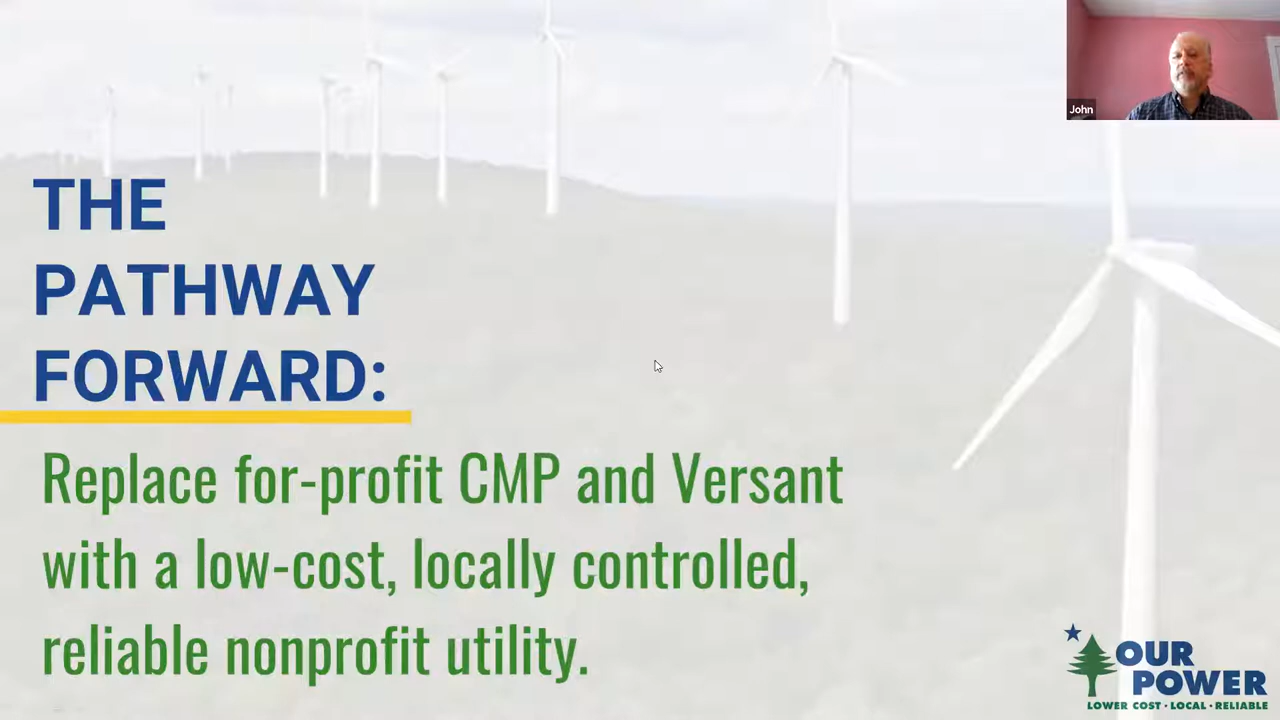 John
THE
PATHWAY
FORWARD:
Replace for-profit CMP and Versant
with a low-cost, locally controlled,
reliable nonprofit utility.
OUR
POWER
LOWER COST · LOCAL · RELIABLE